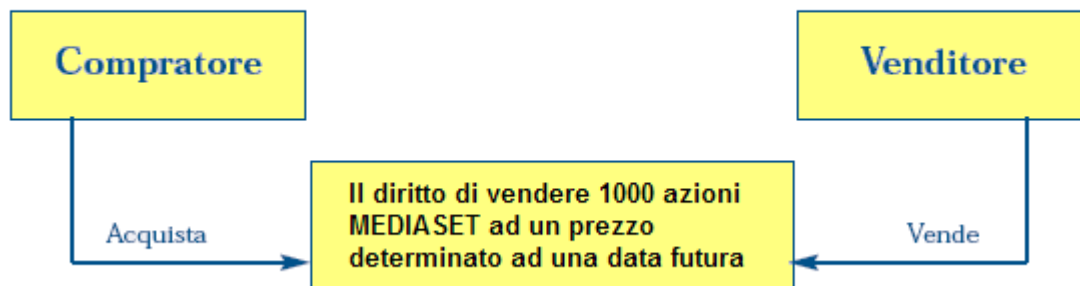 Compratore
Venditore
Il diritto di vendere 1000 azioni
MEDIASET ad un prezzo
determinato ad una data futura
Acquista
Vende